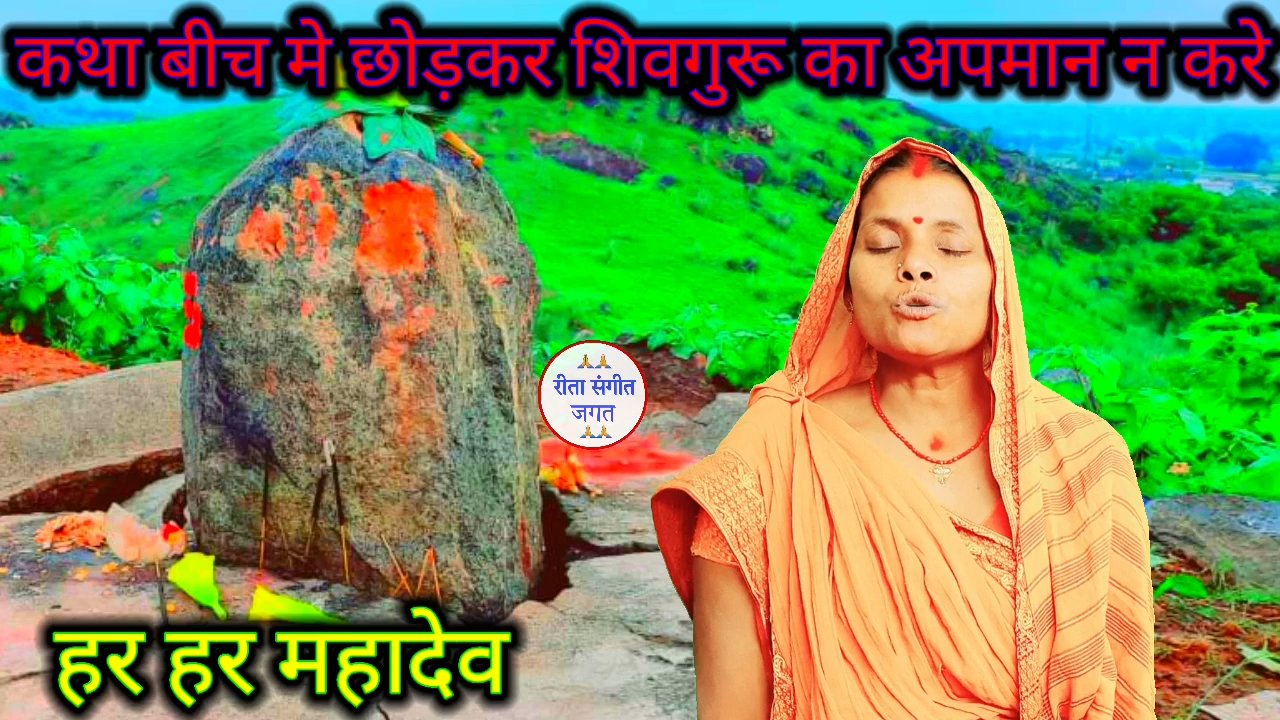 कथा बीच मे छोड़कर शिवगुरू का अपमान न करे
रीता संगीत
जगत
हर हर महादेव